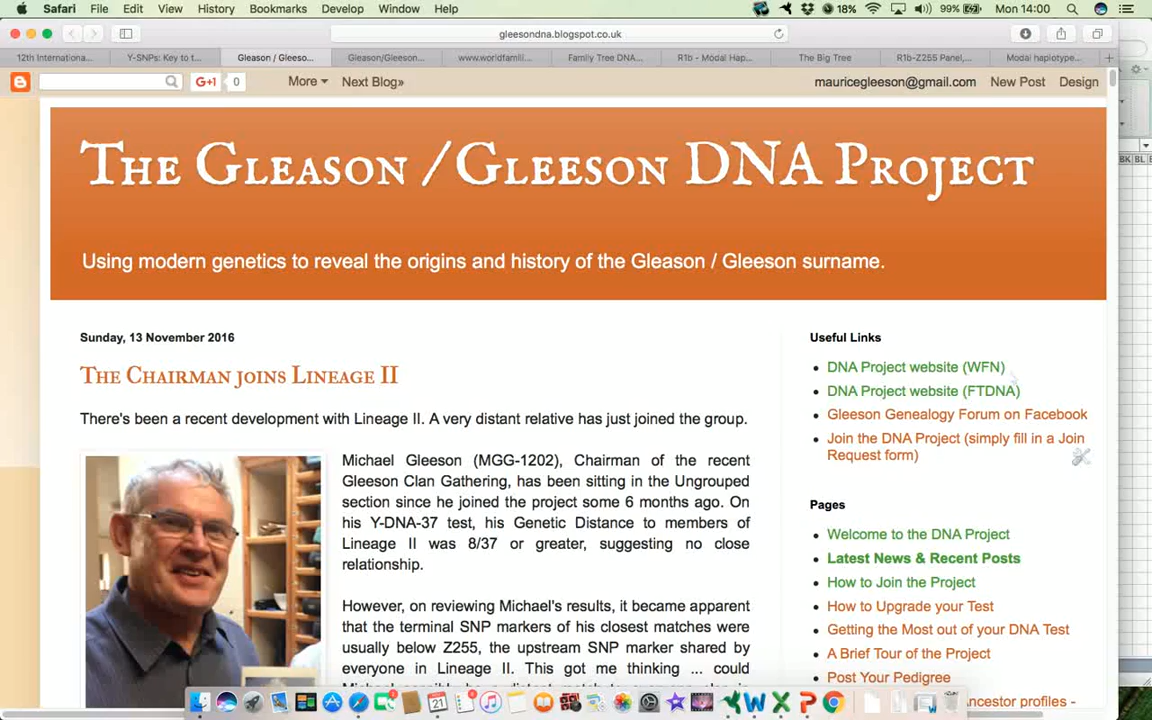 Safari File Edit View History Bookmarks Develop Window Help 18% 99% Mon 14:00
gleesondna.blogspot.co.uk
12th Internationa... Y-SNPs: Key to t... Gleason / Gleeso... Gleason/Gleeson... www.worldfamili... Family Tree DNA... R1b - Modal Hap... The Big Tree R1b-Z255 Panel,... Modal haplotype...
G+1 0 More Next Blog» mauricegleeson@gmail.com New Post Design
BK BL
The Gleason / Gleeson DNA Project
Using modern genetics to reveal the origins and history of the Gleason / Gleeson surname.
Sunday, 13 November 2016
The Chairman joins Lineage II
There's been a recent development with Lineage II. A very distant relative has just joined the group.
Michael Gleeson (MGG-1202), Chairman of the recent
Gleeson Clan Gathering, has been sitting in the Ungrouped
section since he joined the project some 6 months ago. On
his Y-DNA-37 test, his Genetic Distance to members of
Lineage II was 8/37 or greater, suggesting no close
relationship.
However, on reviewing Michael's results, it became apparent
that the terminal SNP markers of his closest matches were
usually below Z255, the upstream SNP marker shared by
everyone in Lineage II. This got me thinking ... could
Useful Links
DNA Project website (WFN)
DNA Project website (FTDNA)
Gleeson Genealogy Forum on Facebook
Join the DNA Project (simply fill in a Join
Request form)
Pages
Welcome to the DNA Project
Latest News & Recent Posts
How to Join the Project
How to Upgrade your Test
Getting the Most out of your DNA Test
A Brief Tour of the Project
Post Your Pedigree
Ancestor profiles -
21